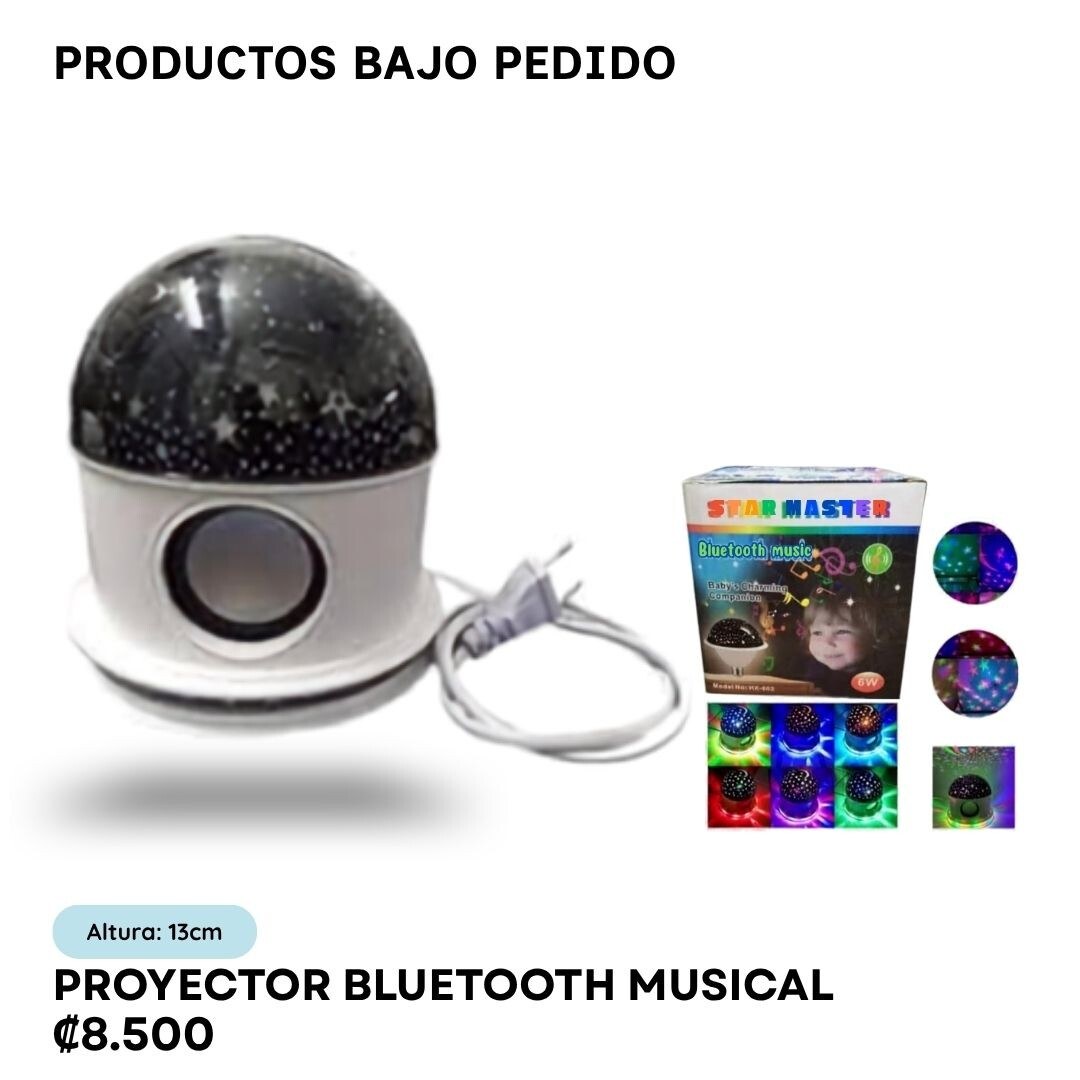 PRODUCTOS BAJO PEDIDO
STAR MASTER
Bluetooth music
Baby's Charming
Companion
6W
Altura: 13cm
PROYECTOR BLUETOOTH MUSICAL
₡8.500